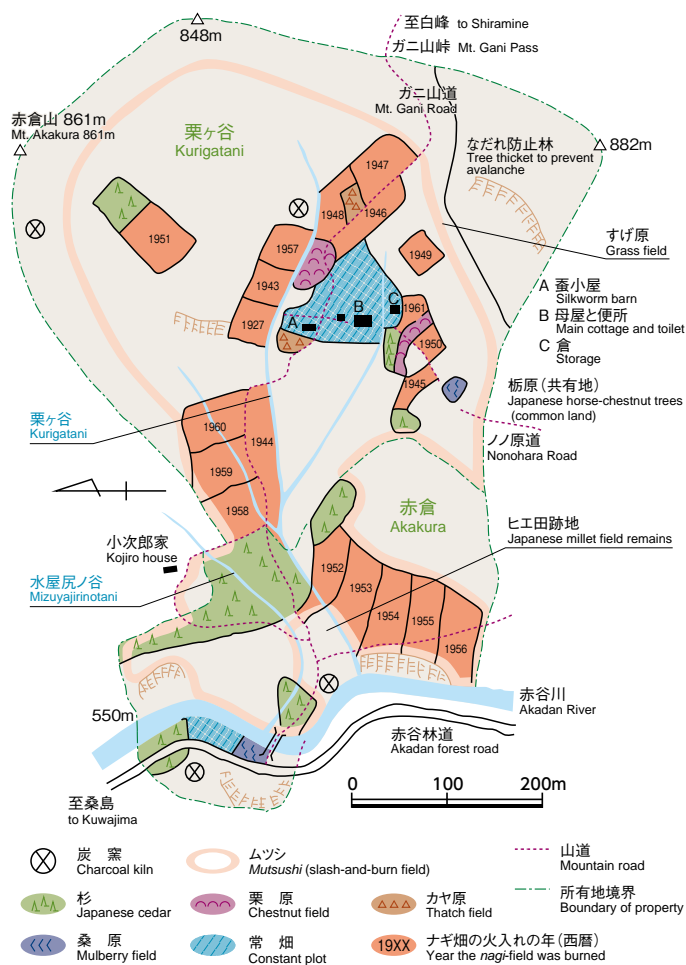 848m
至白峰 to Shiramine
ガニ山峠 Mt. Gani Pass
ガニ山道
Mt. Gani Road
赤倉山 861m
Mt. Akakura 861m
栗ヶ谷
Kurigatani
なだれ防止林
Tree thicket to prevent
avalanche
882m
1947
1948
1946
1951
1957
1949
すげ原
Grass field
1943
1927
A
B
C
1961
1950
1945
A 蚕小屋
Silkworm barn
B 母屋と便所
Main cottage and toilet
C 倉
Storage
栃原（共有地）
Japanese horse-chestnut trees
(common land)
ノノ原道
Nonohara Road
栗ヶ谷
Kurigatani
1960
1944
1959
1958
赤倉
Akakura
ヒエ田跡地
Japanese millet field remains
小次郎家
Kojiro house
水屋尻ノ谷
Mizuyajirinotani
1952
1953
1954
1955
1956
550m
赤谷川
Akadan River
赤谷林道
Akadan forest road
至桑島
to Kuwajima
0 100 200m
炭 窯
Charcoal kiln
ムツシ
Mutsushi (slash-and-burn field)
山道
Mountain road
杉
Japanese cedar
栗 原
Chestnut field
カヤ原
Thatch field
所有地境界
Boundary of property
桑 原
Mulberry field
常 畑
Constant plot
19XX
ナギ畑の火入れの年（西暦）
Year the nagi-field was burned